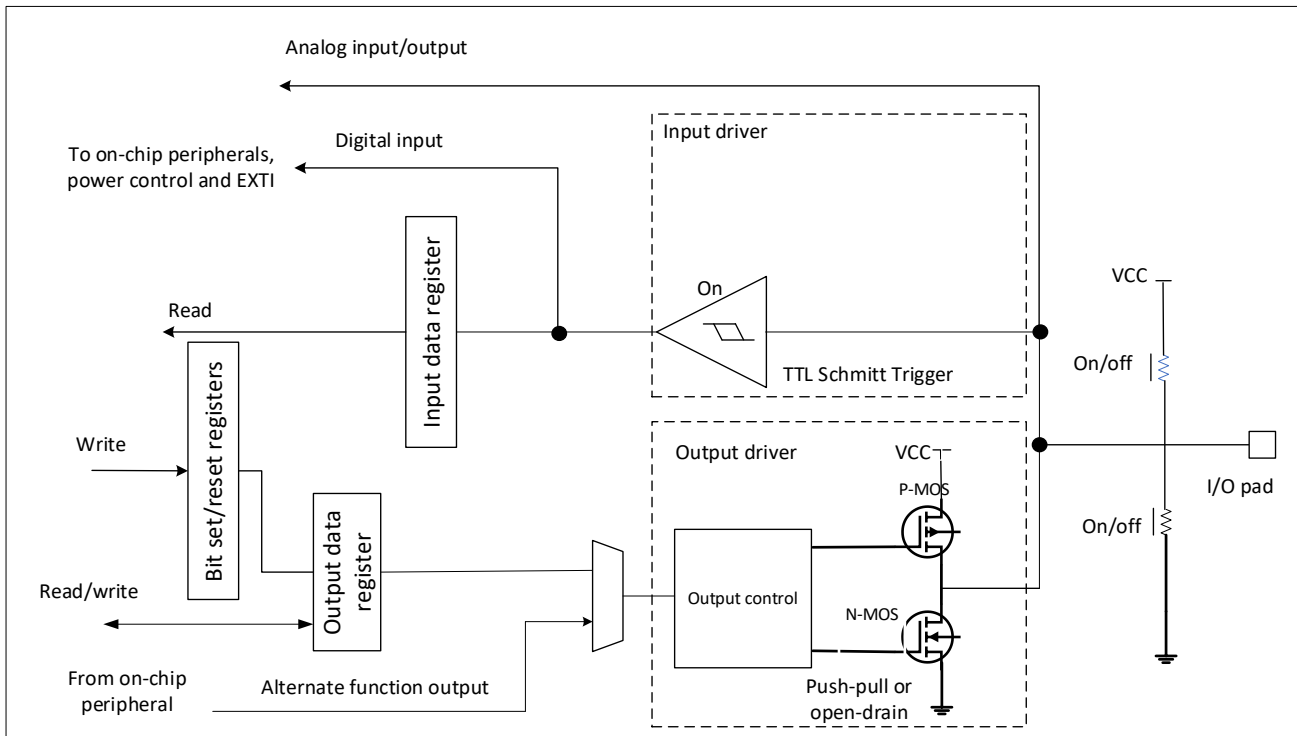 Analog input/output
Input driver
Digital input
To on-chip peripherals,
power control and EXTI
Input data register
On
VCC
Read
TTL Schmitt Trigger
On/off
Bit set/reset registers
Write
Output driver
VCC
P-MOS
I/O pad
On/off
Output data
register
Read/write
Output control
N-MOS
From on-chip
peripheral
Alternate function output
Push-pull or
open-drain